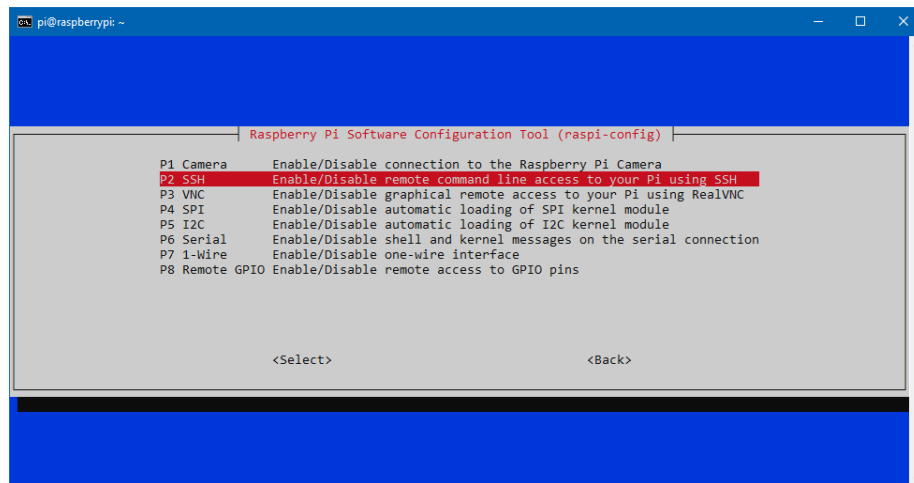 pi@raspberrypi: ~
Raspberry Pi Software Configuration Tool (raspi-config)
P1 Camera Enable/Disable connection to the Raspberry Pi Camera
P2 SSH Enable/Disable remote command line access to your Pi using SSH
P3 VNC Enable/Disable graphical remote access to your Pi using RealVNC
P4 SPI Enable/Disable automatic loading of SPI kernel module
P5 I2C Enable/Disable automatic loading of I2C kernel module
P6 Serial Enable/Disable shell and kernel messages on the serial connection
P7 1-Wire Enable/Disable one-wire interface
P8 Remote GPIO Enable/Disable remote access to GPIO pins
<Select> <Back>